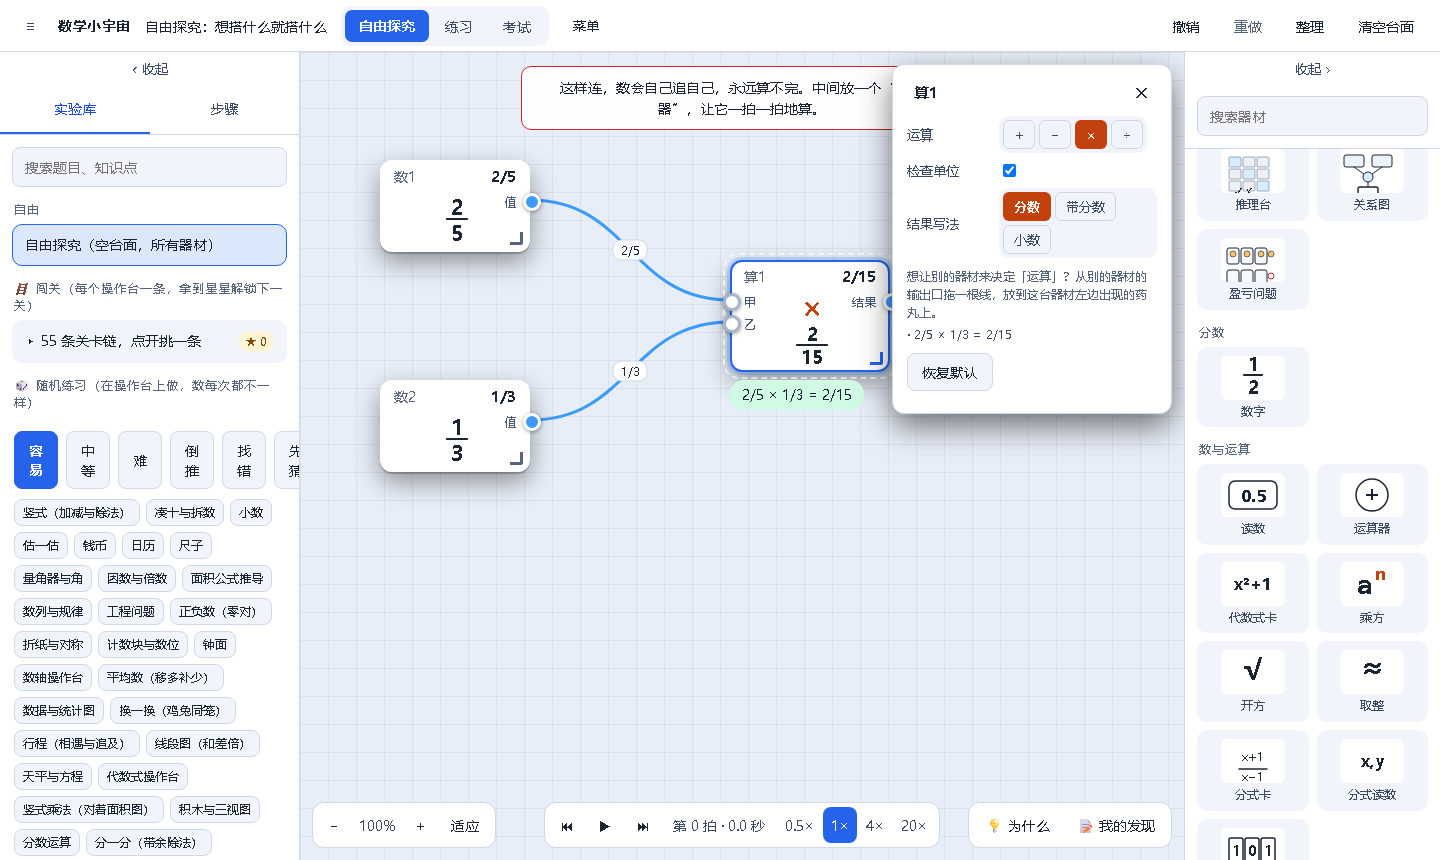 ≡ 数学小宇宙 自由探究：想搭什么就搭什么 自由探究 练习 考试 菜单 撤销 重做 整理 清空台面
‹ 收起
实验库 步骤
搜索题目、知识点
自由
自由探究（空台面，所有器材）
闯关（每个操作台一条，拿到星星解锁下一
关）
‣ 55 条关卡链，点开挑一条 ★ 0
随机练习（在操作台上做，数每次都不一
样）
容易 中等 难 倒推 找错 先猜
竖式（加减与除法） 凑十与拆数 小数
估一估 钱币 日历 尺子
量角器与角 因数与倍数 面积公式推导
数列与规律 工程问题 正负数（零对）
折纸与对称 计数块与数位 钟面
数轴操作台 平均数（移多补少）
数据与统计图 换一换（鸡兔同笼）
行程（相遇与追及） 线段图（和差倍）
天平与方程 代数式操作台
竖式乘法（对着面积图） 积木与三视图
分数运算 分一分（带余除法）
这样连，数会自己追自己，永远算不完。中间放一个
器”，让它一拍一拍地算。
数1 2/5
值
2
5
2/5
数2 1/3
值
1
3
1/3
算1 2/15
甲 结果
乙
×
2
15
2/5 × 1/3 = 2/15
算1 ✕
运算 + − × ÷
检查单位
结果写法 分数 带分数
小数
想让别的器材来决定「运算」？从别的器材的
输出口拖一根线，放到这台器材左边出现的药
丸上。
· 2/5 × 1/3 = 2/15
恢复默认
− 100% + 适应
⏮ ▶ ⏭ 第 0 拍 · 0.0 秒 0.5× 1× 4× 20×
为什么 我的发现
收起 ›
搜索器材
推理台 关系图
盈亏问题
分数
1
2
数字
数与运算
0.5 +
读数 运算器
x²+1 aⁿ
代数式卡 乘方
√ ≈
开方 取整
x+1
x−1 x,y
分式卡 分式读数
1 0 1